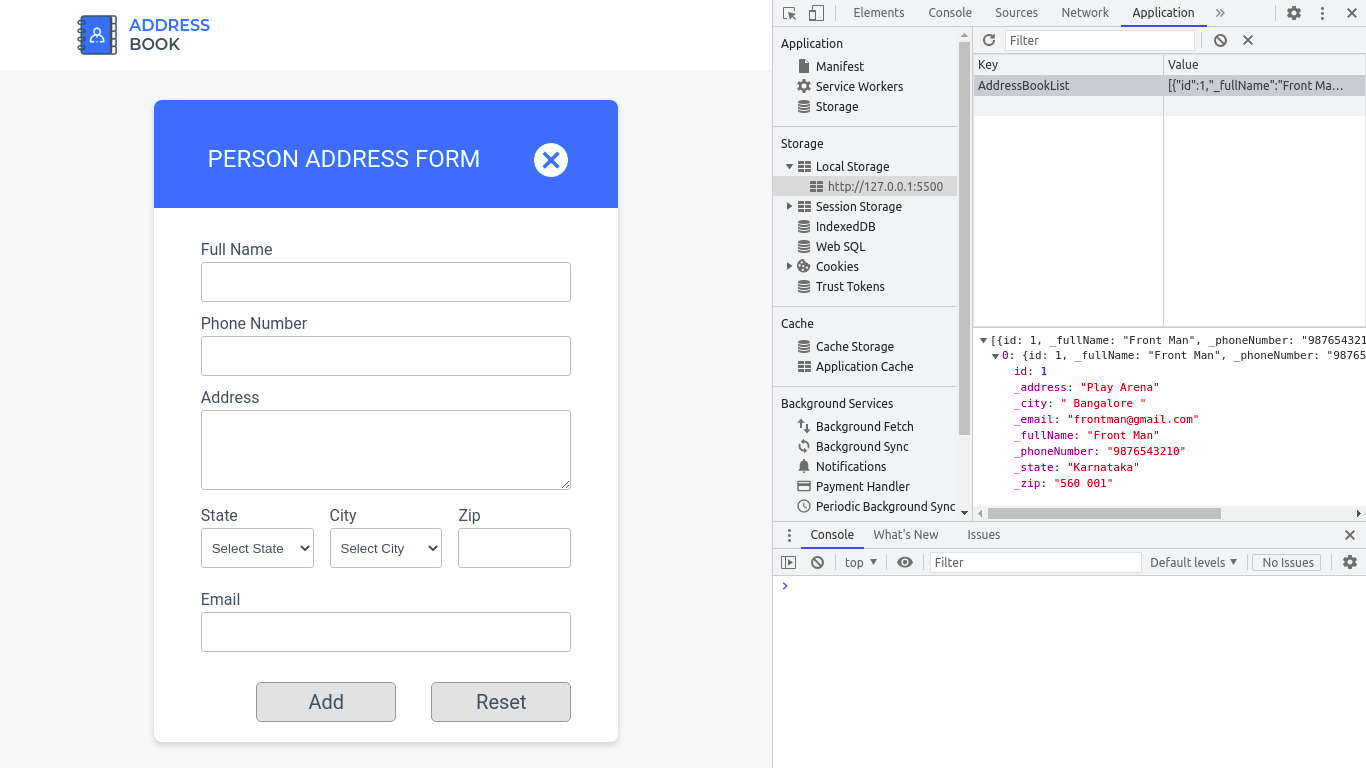 ADDRESS
BOOK
PERSON ADDRESS FORM
Full Name
Phone Number
Address
State City Zip
Select State Select City
Email
Add Reset
Elements Console Sources Network Application »
Application
Manifest
Service Workers
Storage
Storage
Local Storage
http://127.0.0.1:5500
Session Storage
IndexedDB
Web SQL
Cookies
Trust Tokens
Cache
Cache Storage
Application Cache
Background Services
Background Fetch
Background Sync
Notifications
Payment Handler
Periodic Background Sync
Filter
Key Value
AddressBookList [{"id":1,"_fullName":"Front Ma…
[{id: 1, _fullName: "Front Man", _phoneNumber: "987654321
0: {id: 1, _fullName: "Front Man", _phoneNumber: "98765
id: 1
_address: "Play Arena"
_city: " Bangalore "
_email: "frontman@gmail.com"
_fullName: "Front Man"
_phoneNumber: "9876543210"
_state: "Karnataka"
_zip: "560 001"
Console What's New Issues
top Filter Default levels No Issues